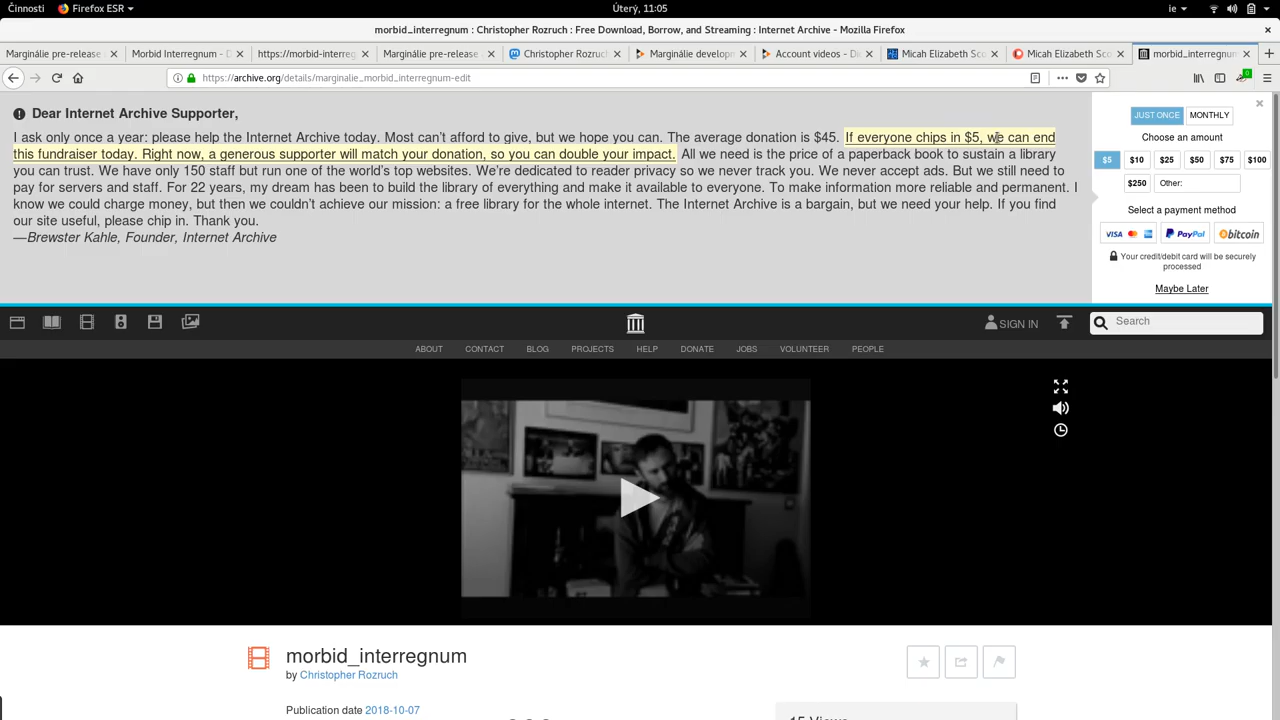 Činnosti Firefox ESR Úterý, 11:05 ie
morbid_interregnum : Christopher Rozruch : Free Download, Borrow, and Streaming : Internet Archive - Mozilla Firefox
Marginálie pre-release Morbid Interregnum - D https://morbid-interreg Marginálie pre-release Christopher Rozruch Marginálie developm Account videos - Di Micah Elizabeth Sco Micah Elizabeth Sco morbid_interregnum
https://archive.org/details/marginalie_morbid_interregnum-edit
0
Dear Internet Archive Supporter,
I ask only once a year: please help the Internet Archive today. Most can't afford to give, but we hope you can. The average donation is $45. If everyone chips in $5, we can end
this fundraiser today. Right now, a generous supporter will match your donation, so you can double your impact. All we need is the price of a paperback book to sustain a library
you can trust. We have only 150 staff but run one of the world's top websites. We're dedicated to reader privacy so we never track you. We never accept ads. But we still need to
pay for servers and staff. For 22 years, my dream has been to build the library of everything and make it available to everyone. To make information more reliable and permanent. I
know we could charge money, but then we couldn't achieve our mission: a free library for the whole internet. The Internet Archive is a bargain, but we need your help. If you find
our site useful, please chip in. Thank you.
—Brewster Kahle, Founder, Internet Archive
JUST ONCE MONTHLY
Choose an amount
$5 $10 $25 $50 $75 $100
$250 Other:
Select a payment method
VISA PayPal bitcoin
Your credit/debit card will be securely
processed
Maybe Later
SIGN IN Search
ABOUT CONTACT BLOG PROJECTS HELP DONATE JOBS VOLUNTEER PEOPLE
morbid_interregnum
by Christopher Rozruch
Publication date 2018-10-07
15 Views